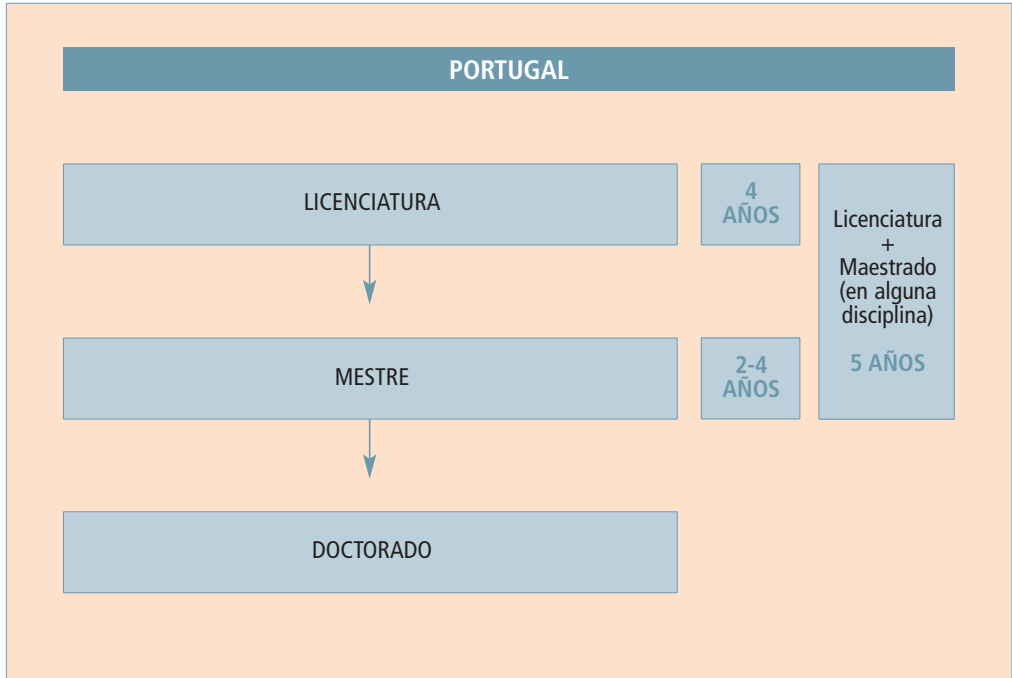 PORTUGAL
LICENCIATURA
4
AÑOS
Licenciatura
+
Maestrado
(en alguna
disciplina)
5 AÑOS
MESTRE
2-4
AÑOS
DOCTORADO